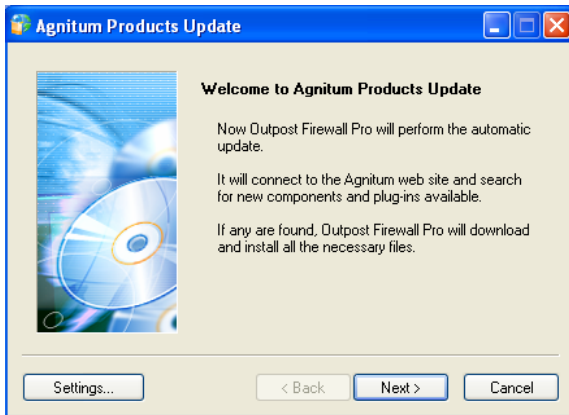 Agnitum Products Update
Welcome to Agnitum Products Update
Now Outpost Firewall Pro will perform the automatic
update.
It will connect to the Agnitum web site and search
for new components and plug-ins available.
If any are found, Outpost Firewall Pro will download
and install all the necessary files.
Settings...
< Back
Next >
Cancel